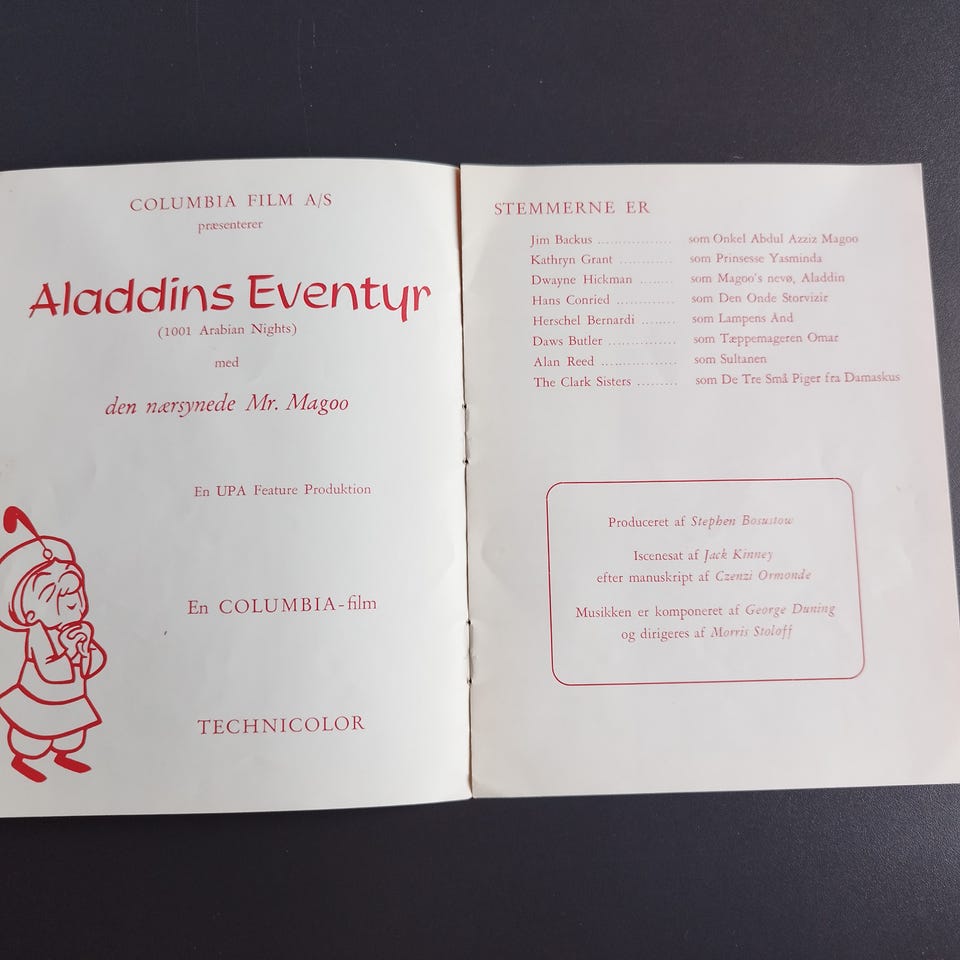 COLUMBIA FILM A/S
præsenterer
Aladdins Eventyr
(1001 Arabian Nights)
med
den nærsynede Mr. Magoo
En UPA Feature Produktion
En COLUMBIA-film
TECHNICOLOR
STEMMERNE ER
Jim Backus ................ som Onkel Abdul Azziz Magoo
Kathryn Grant ............ som Prinsesse Yasminda
Dwayne Hickman ........ som Magoo's nevø, Aladdin
Hans Conried ............. som Den Onde Storvizir
Herschel Bernardi ........ som Lampens Ånd
Daws Butler ............... som Tæppemageren Omar
Alan Reed ................. som Sultanen
The Clark Sisters ......... som De Tre Små Piger fra Damaskus
Produceret af Stephen Bosustow
Iscenesat af Jack Kinney
efter manuskript af Czenzi Ormonde
Musikken er komponeret af George Duning
og dirigeres af Morris Stoloff